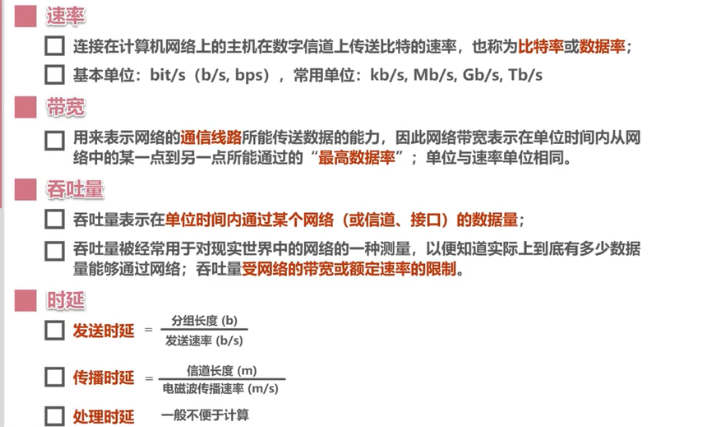 速率
连接在计算机网络上的主机在数字信道上传送比特的速率，也称为比特率或数据率；
基本单位：bit/s（b/s, bps），常用单位：kb/s, Mb/s, Gb/s, Tb/s
带宽
用来表示网络的通信线路所能传送数据的能力，因此网络带宽表示在单位时间内从网
络中的某一点到另一点所能通过的“最高数据率”；单位与速率单位相同。
吞吐量
吞吐量表示在单位时间内通过某个网络（或信道、接口）的数据量；
吞吐量被经常用于对现实世界中的网络的一种测量，以便知道实际上到底有多少数据
量能够通过网络；吞吐量受网络的带宽或额定速率的限制。
时延
发送时延 = 分组长度 (b)
发送速率 (b/s)
传播时延 = 信道长度 (m)
电磁波传播速率 (m/s)
处理时延 一般不便于计算